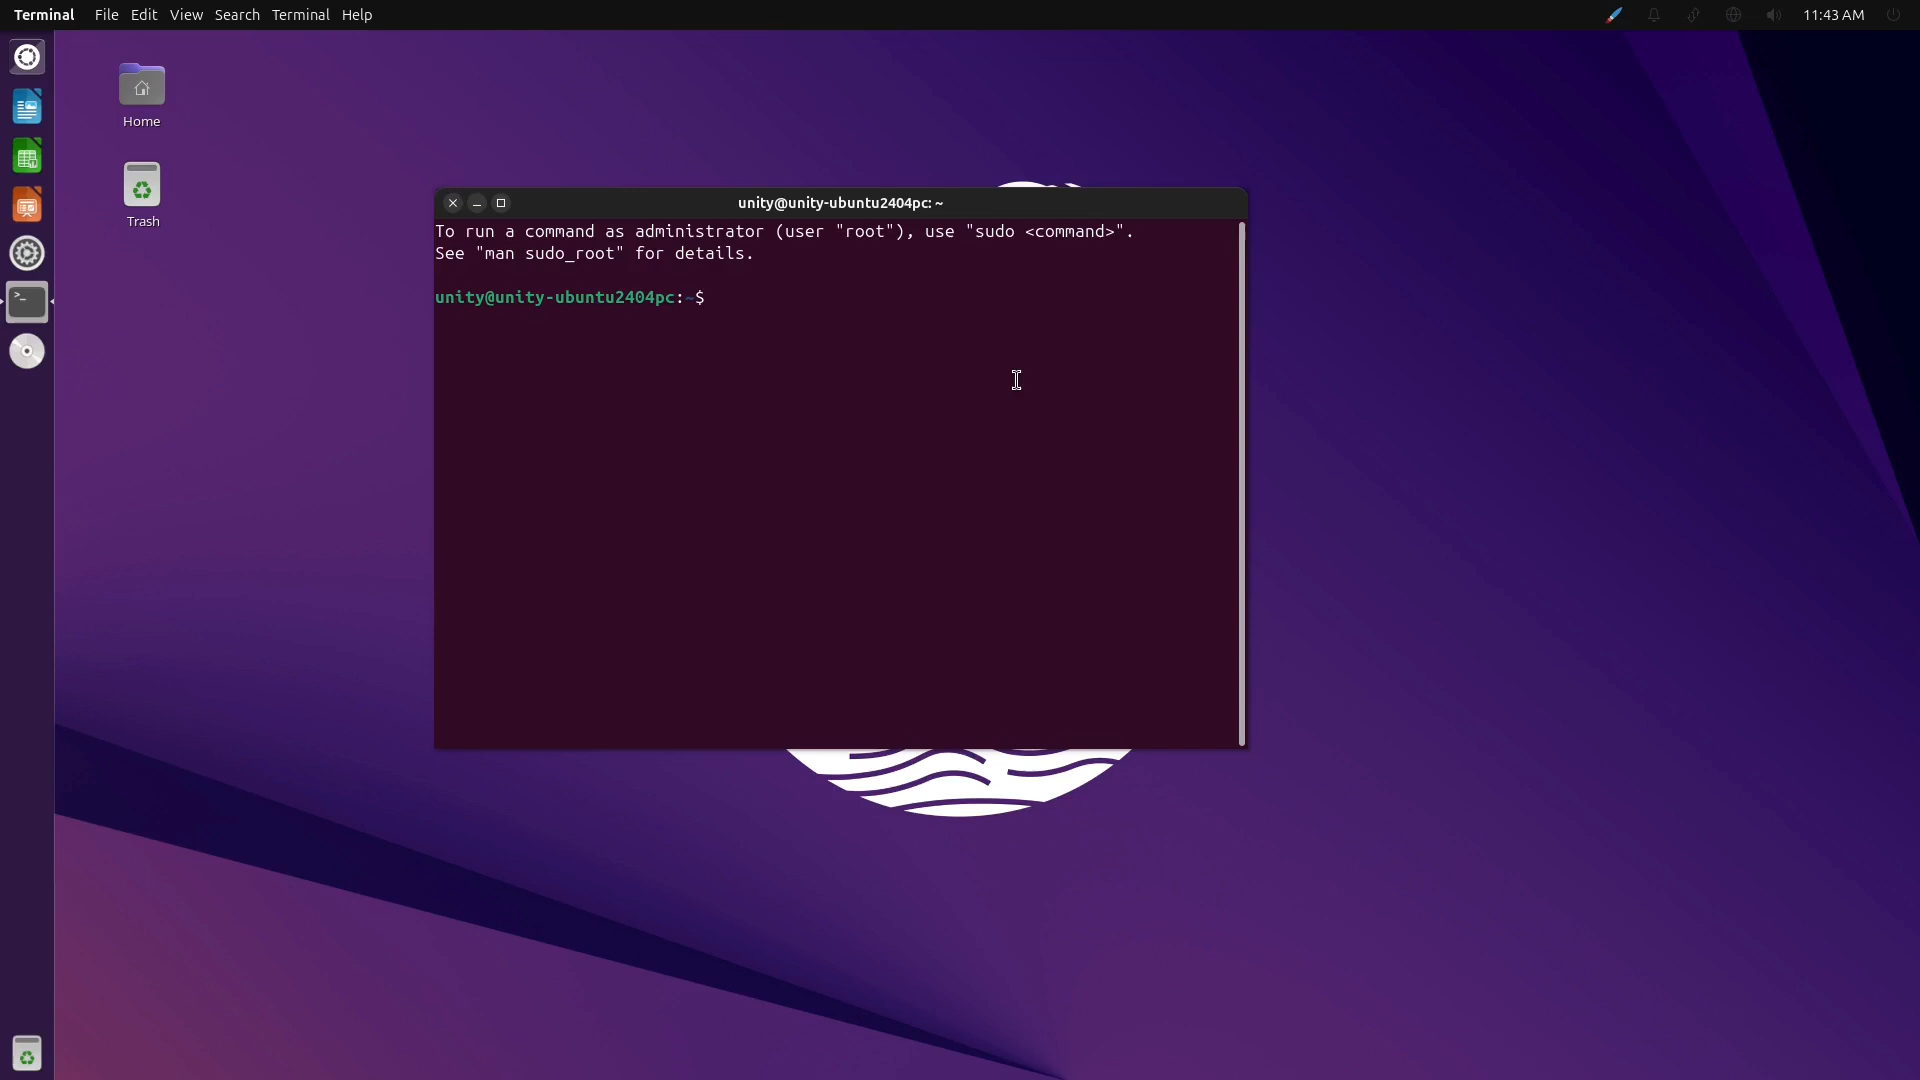 Terminal File Edit View Search Terminal Help 11:43 AM
Home
Trash
unity@unity-ubuntu2404pc: ~
To run a command as administrator (user "root"), use "sudo <command>".
See "man sudo_root" for details.
unity@unity-ubuntu2404pc:~$